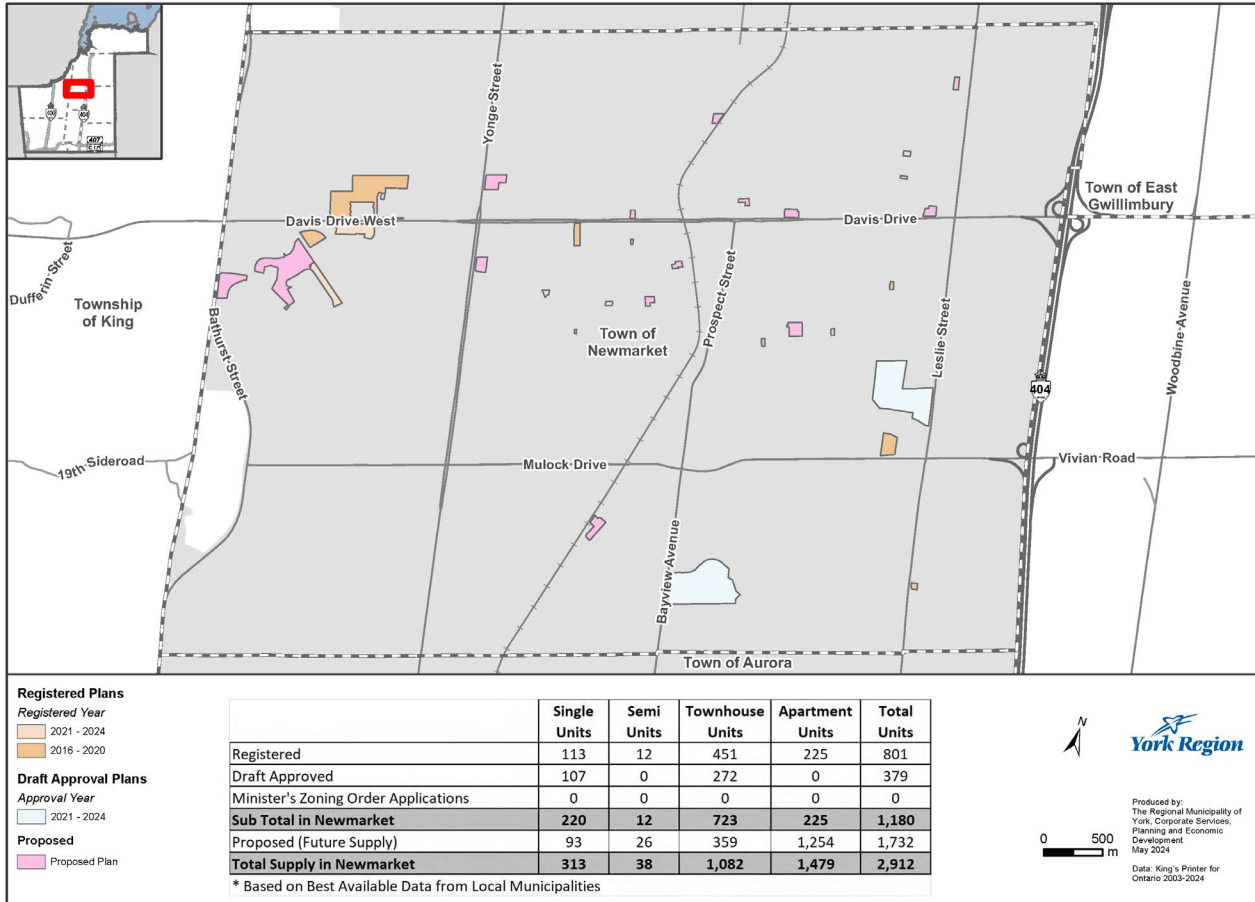 400
404
407
ETR
Yonge Street
Davis Drive West
Davis Drive
Town of East
Gwillimbury
Dufferin Street
Township
of King
Bathurst Street
Town of
Newmarket
Prospect Street
Leslie Street
Woodbine Avenue
404
19th Sideroad
Mulock Drive
Vivian Road
Bayview Avenue
Town of Aurora
Registered Plans
Registered Year
2021 - 2024
2016 - 2020
Draft Approval Plans
Approval Year
2021 - 2024
Proposed
Proposed Plan
Single Units Semi Units Townhouse Units Apartment Units Total Units
Registered 113 12 451 225 801
Draft Approved 107 0 272 0 379
Minister's Zoning Order Applications 0 0 0 0 0
Sub Total in Newmarket 220 12 723 225 1,180
Proposed (Future Supply) 93 26 359 1,254 1,732
Total Supply in Newmarket 313 38 1,082 1,479 2,912
* Based on Best Available Data from Local Municipalities
N
York Region
0 500
m
Produced by:
The Regional Municipality of
York, Corporate Services,
Planning and Economic
Development
May 2024
Data: King's Printer for
Ontario 2003-2024